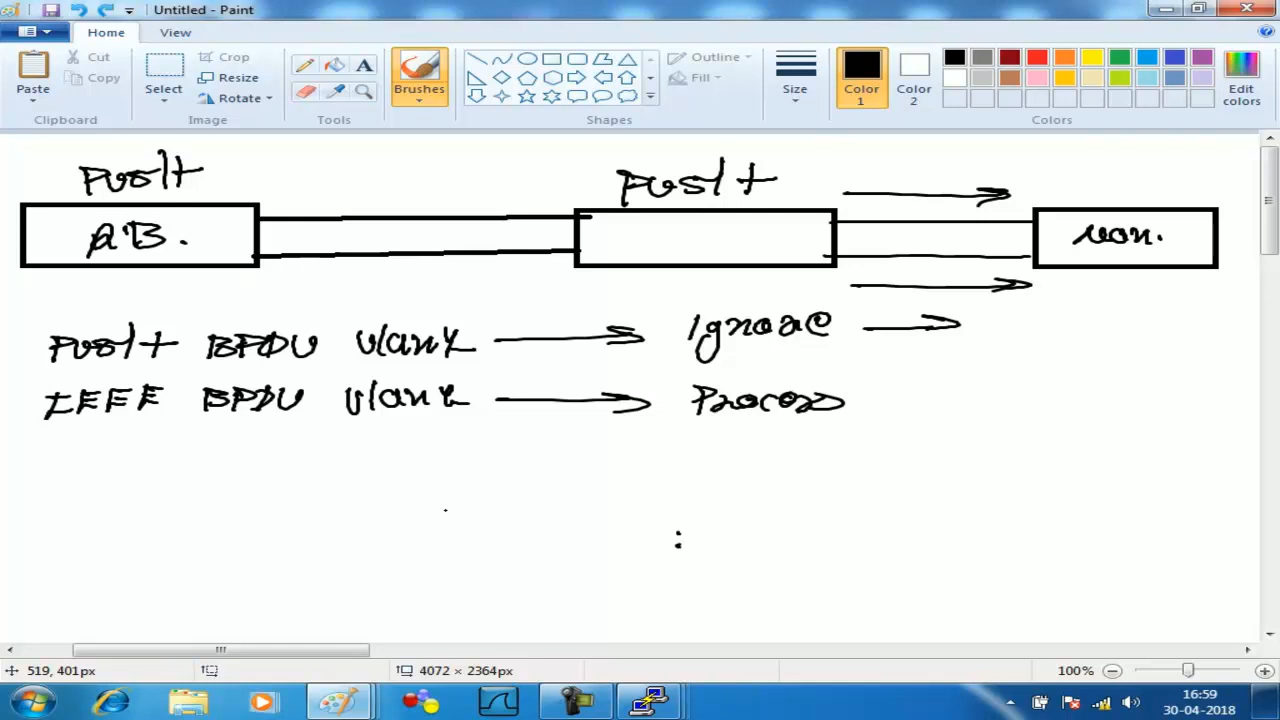 Untitled - Paint
Home View
Cut
Copy
Paste
Clipboard
Crop
Resize
Rotate
Select
Image
Tools
Brushes
Shapes
Outline
Fill
Size
Color 1
Color 2
Edit colors
Colors
Pvst+ Pvst+
Non.
Pvst+ BPDU Vlan1 Ignore
IEEE BPDU Vlan1 Process
519, 401px
4072 × 2364px
100%
16:59
30-04-2018